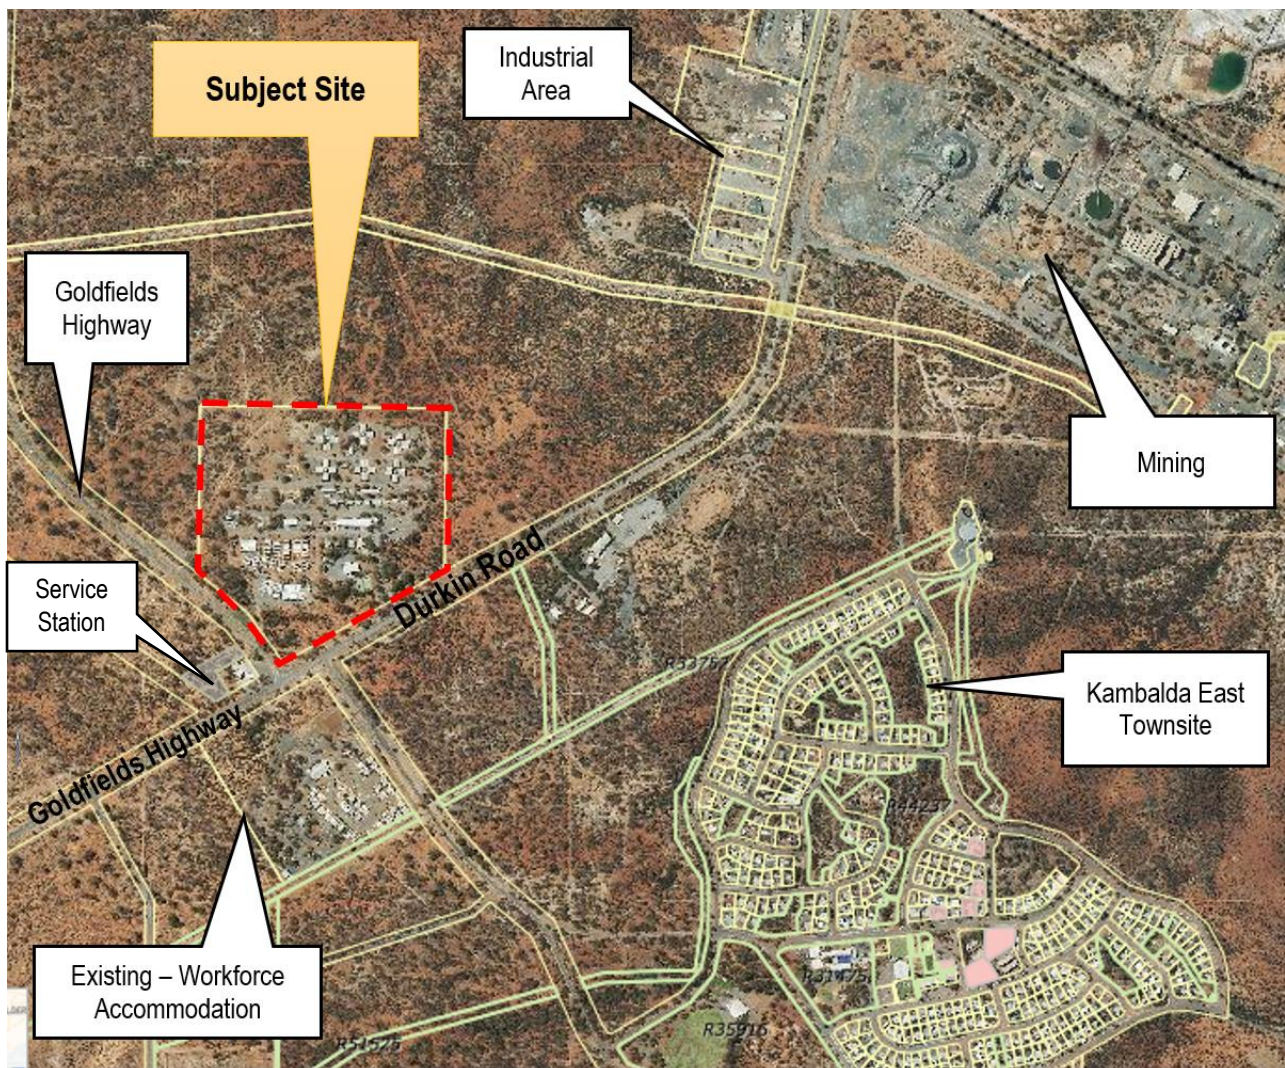 Industrial
Area
Subject Site
Goldfields
Highway
Mining
Durkin Road
Service
Station
R33757
Kambalda East
Townsite
Goldfields Highway
R44237
Existing – Workforce
Accommodation
R31475
R35916
R51525